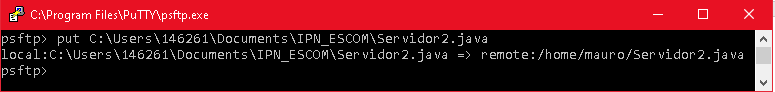 C:\Program Files\PuTTY\psftp.exe
psftp> put C:\Users\146261\Documents\IPN_ESCOM\Servidor2.java
local:C:\Users\146261\Documents\IPN_ESCOM\Servidor2.java => remote:/home/mauro/Servidor2.java
psftp>